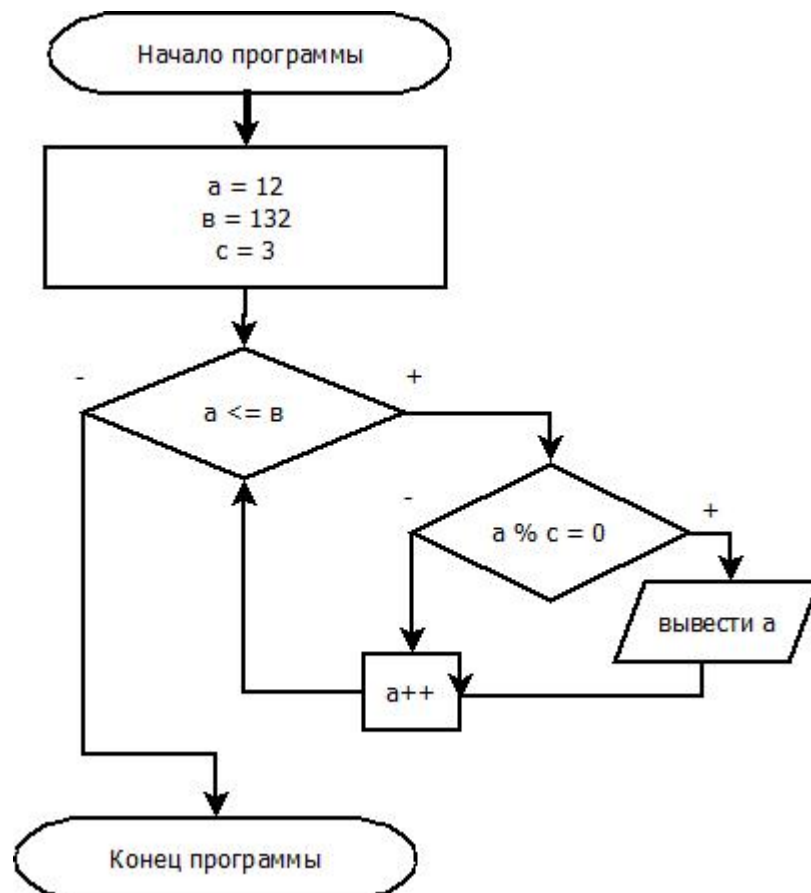 Начало программы
а = 12
в = 132
с = 3
-
+
а <= в
-
+
а % с = 0
вывести а
а++
Конец программы